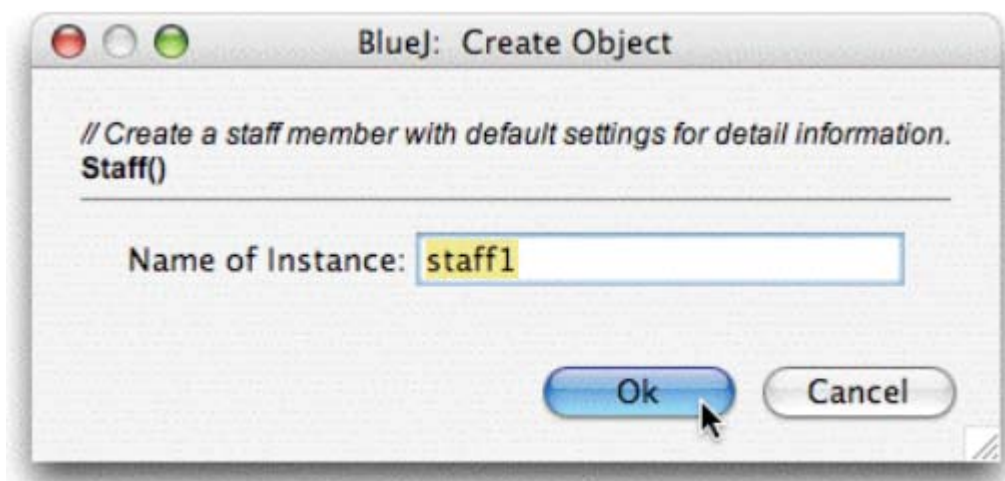 BlueJ: Create Object
// Create a staff member with default settings for detail information.
Staff()
Name of Instance: staff1
Ok Cancel